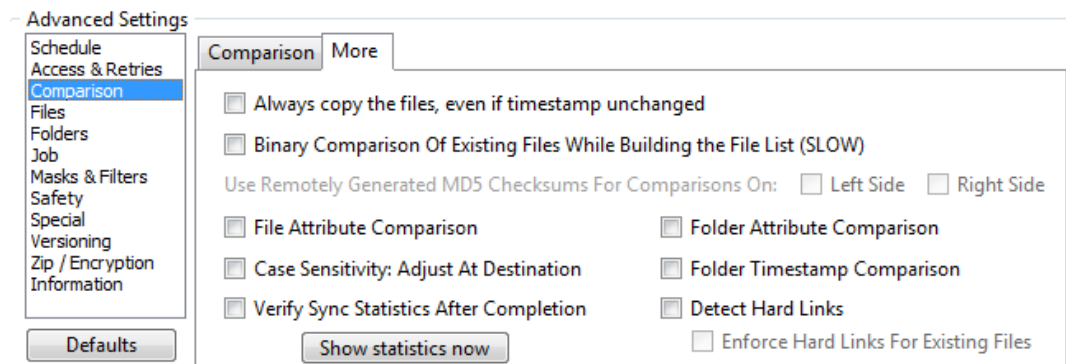 Advanced Settings
Schedule
Access & Retries
Comparison
Files
Folders
Job
Masks & Filters
Safety
Special
Versioning
Zip / Encryption
Information
Defaults
Comparison More
Always copy the files, even if timestamp unchanged
Binary Comparison Of Existing Files While Building the File List (SLOW)
Use Remotely Generated MD5 Checksums For Comparisons On: Left Side Right Side
File Attribute Comparison Folder Attribute Comparison
Case Sensitivity: Adjust At Destination Folder Timestamp Comparison
Verify Sync Statistics After Completion Detect Hard Links
Show statistics now Enforce Hard Links For Existing Files